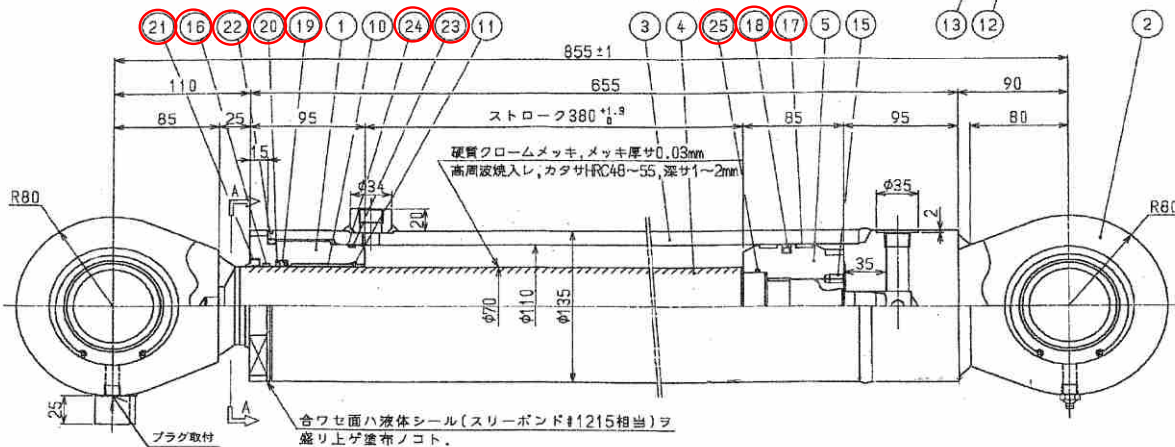 21 16 22 20 19 1 10 24 23 11 3 4 25 18 17 5 15 13 12 2
855±1
110 655 90
85 25 95 ストローク380 +1.9 0 85 95 80
15
硬質クロームメッキ,メッキ厚サ0.03mm
高周波焼入レ,カタサHRC48~55,深サ1~2mm
φ34 φ35
A
20 2
R80 R80
35
φ70 φ110 φ135
25
A
プラグ取付
合ワセ面ハ液体シール(スリーボンド#1215相当)ヲ
盛リ上ゲ塗布ノコト.